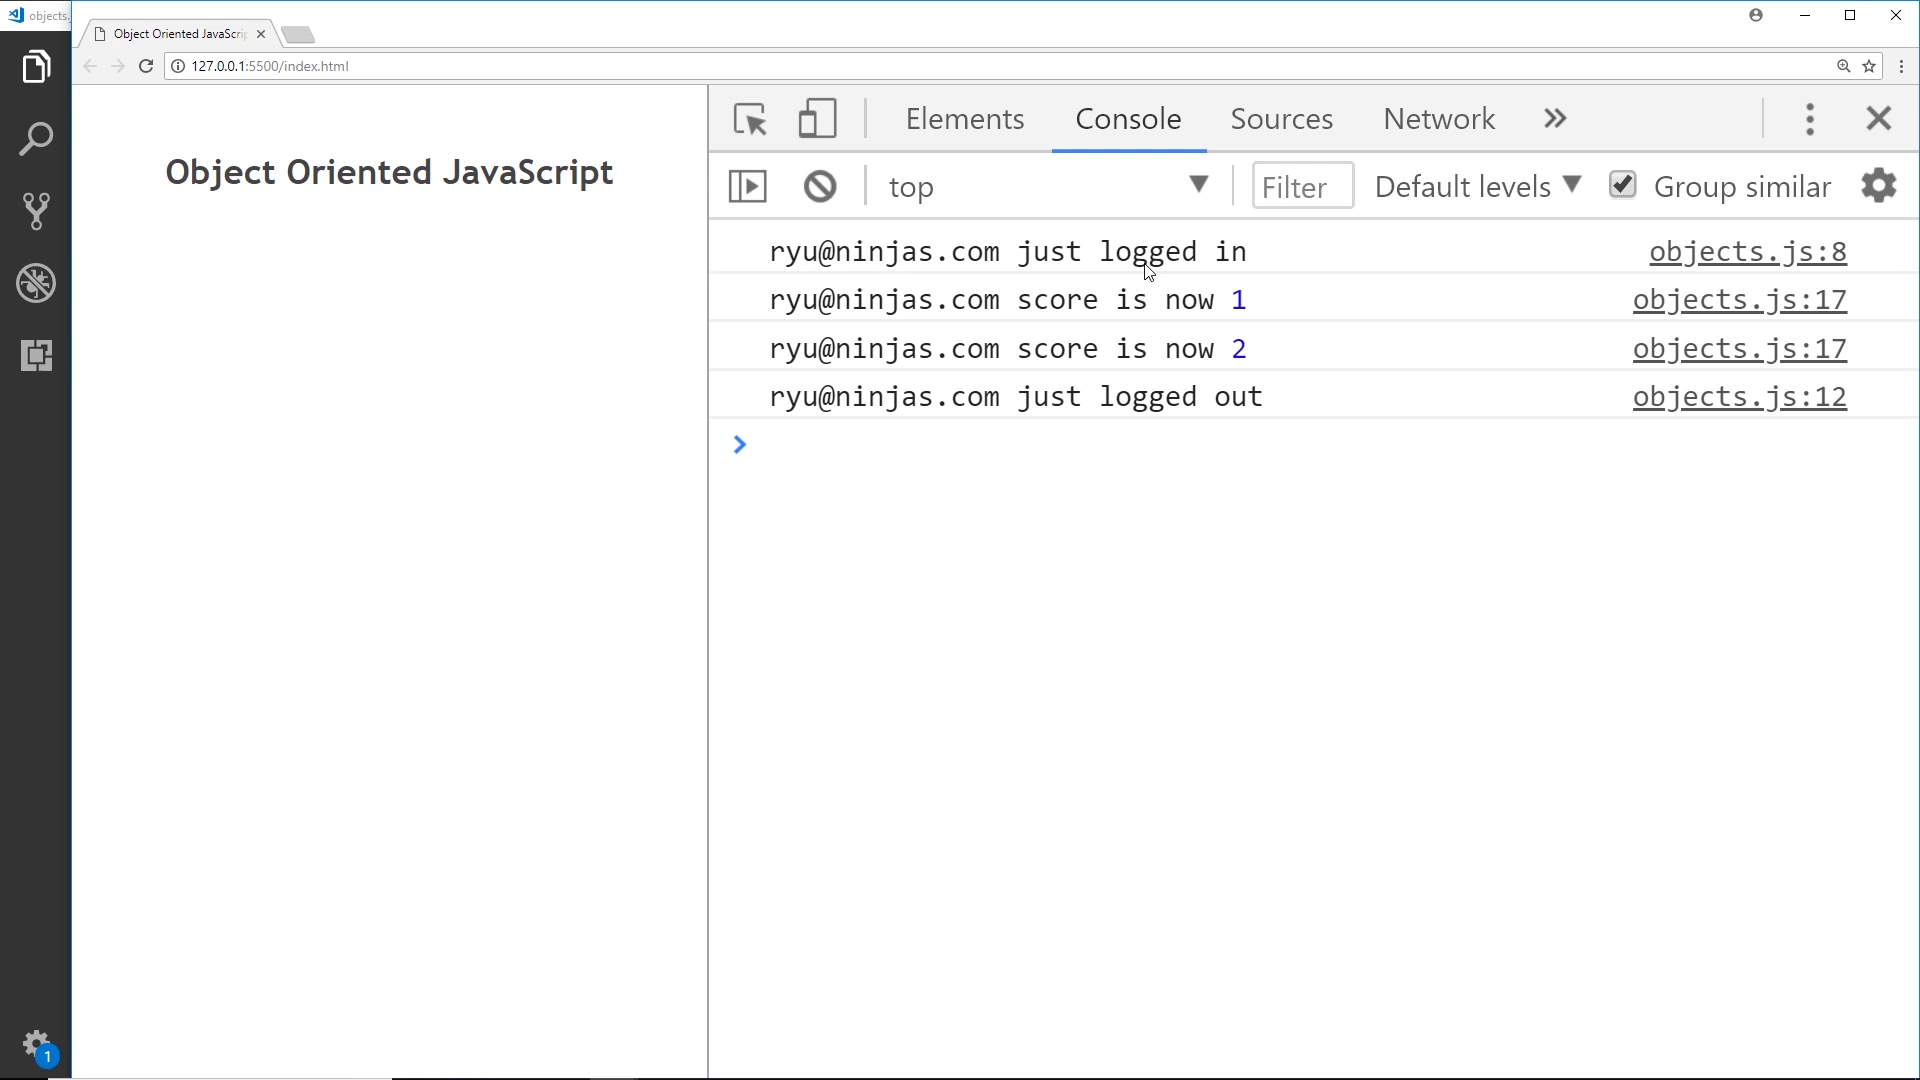 objects.
Object Oriented JavaScrip
127.0.0.1:5500/index.html
Object Oriented JavaScript
Elements Console Sources Network
top Filter Default levels Group similar
ryu@ninjas.com just logged in objects.js:8
ryu@ninjas.com score is now 1 objects.js:17
ryu@ninjas.com score is now 2 objects.js:17
ryu@ninjas.com just logged out objects.js:12
1